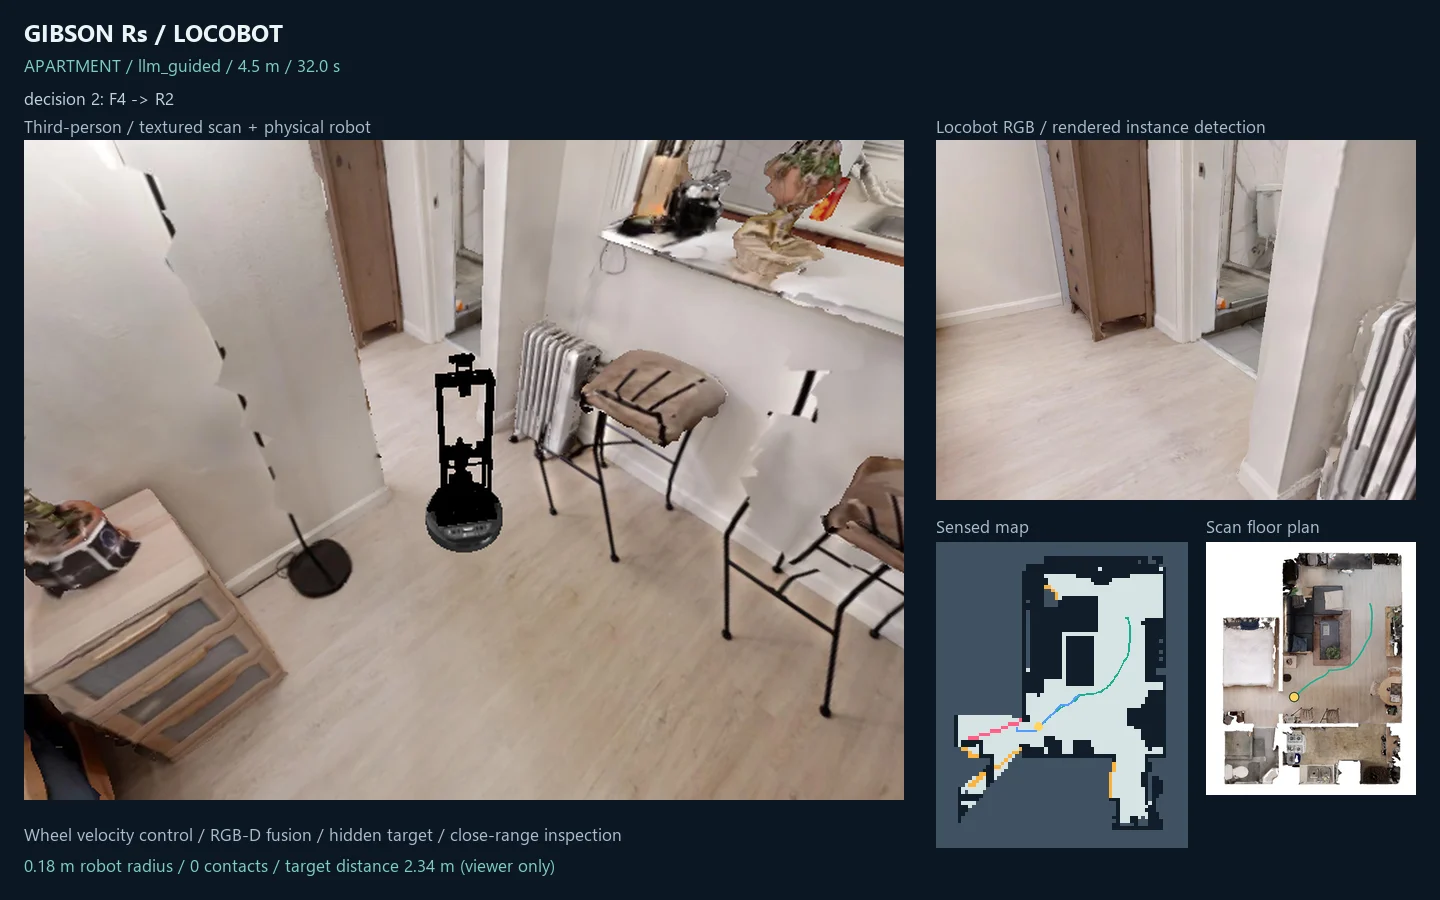 GIBSON Rs / LOCOBOT
APARTMENT / llm_guided / 4.5 m / 32.0 s
decision 2: F4 -> R2
Third-person / textured scan + physical robot
Locobot RGB / rendered instance detection
Sensed map
Scan floor plan
Wheel velocity control / RGB-D fusion / hidden target / close-range inspection
0.18 m robot radius / 0 contacts / target distance 2.34 m (viewer only)